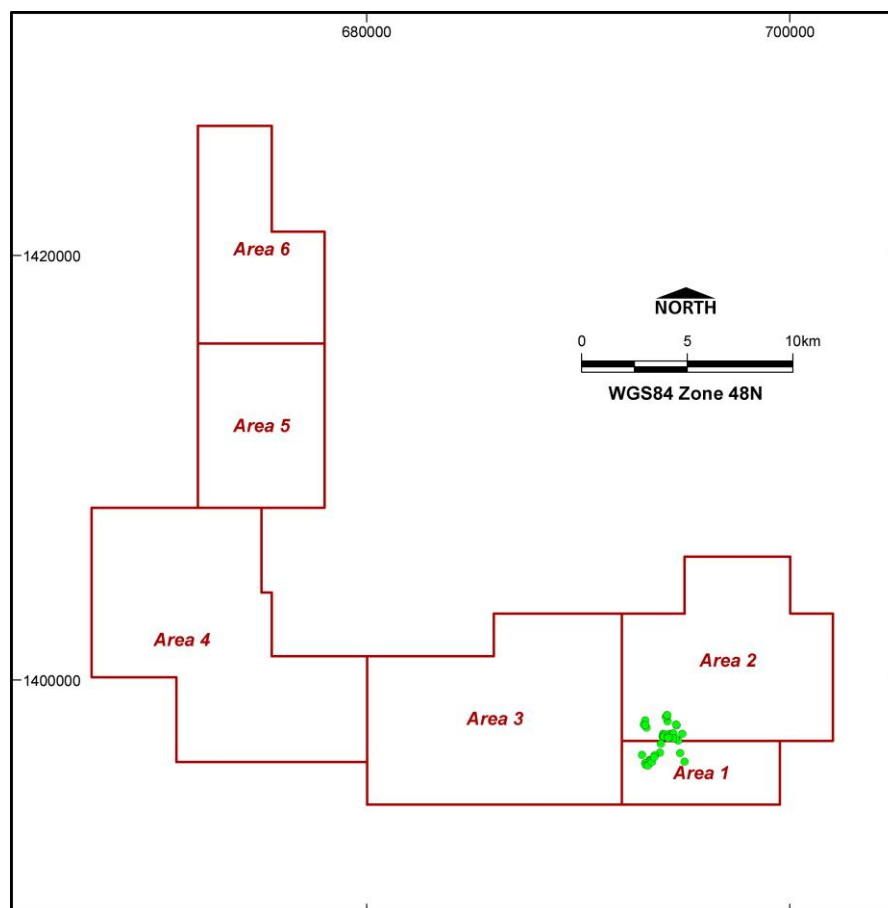 680000
700000
Area 6
1420000
NORTH
0
5
10km
WGS84 Zone 48N
Area 5
Area 4
Area 2
1400000
Area 3
Area 1